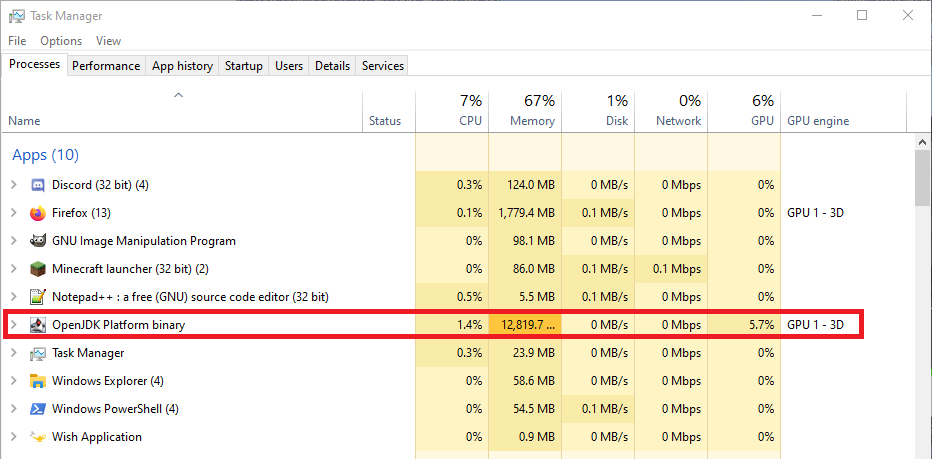 Task Manager
File Options View
Processes Performance App history Startup Users Details Services
7% 67% 1% 0% 6%
Name Status CPU Memory Disk Network GPU GPU engine
Apps (10)
Discord (32 bit) (4) 0.3% 124.0 MB 0 MB/s 0 Mbps 0%
Firefox (13) 0.1% 1,779.4 MB 0.1 MB/s 0 Mbps 0% GPU 1 - 3D
GNU Image Manipulation Program 0% 98.1 MB 0 MB/s 0 Mbps 0%
Minecraft launcher (32 bit) (2) 0% 86.0 MB 0.1 MB/s 0.1 Mbps 0%
Notepad++ : a free (GNU) source code editor (32 bit) 0.5% 5.5 MB 0.1 MB/s 0 Mbps 0%
OpenJDK Platform binary 1.4% 12,819.7 ... 0 MB/s 0 Mbps 5.7% GPU 1 - 3D
Task Manager 0.3% 23.9 MB 0 MB/s 0 Mbps 0%
Windows Explorer (4) 0% 58.6 MB 0 MB/s 0 Mbps 0%
Windows PowerShell (4) 0% 54.5 MB 0.1 MB/s 0 Mbps 0%
Wish Application 0% 0.9 MB 0 MB/s 0 Mbps 0%